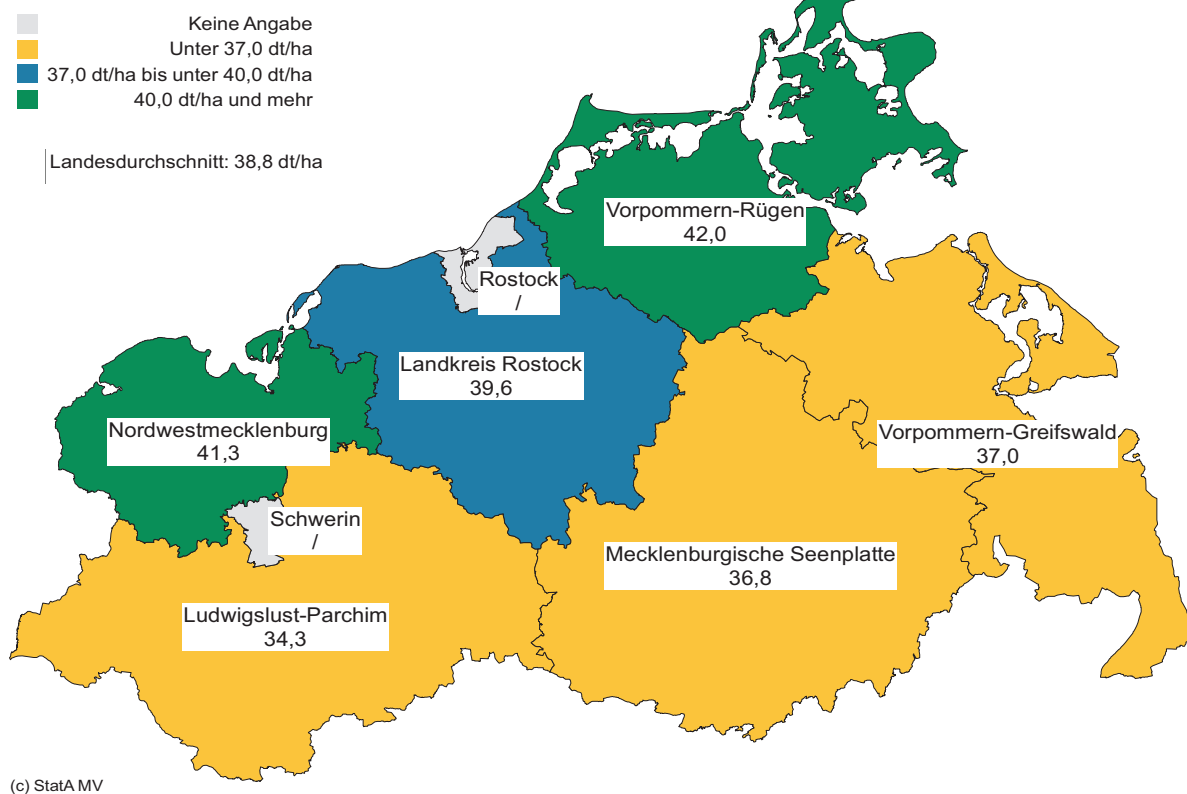 Keine Angabe
Unter 37,0 dt/ha
37,0 dt/ha bis unter 40,0 dt/ha
40,0 dt/ha und mehr
Landesdurchschnitt: 38,8 dt/ha
Vorpommern-Rügen
42,0
Rostock
/
Landkreis Rostock
39,6
Nordwestmecklenburg
41,3
Vorpommern-Greifswald
37,0
Schwerin
/
Mecklenburgische Seenplatte
36,8
Ludwigslust-Parchim
34,3
(c) StatA MV